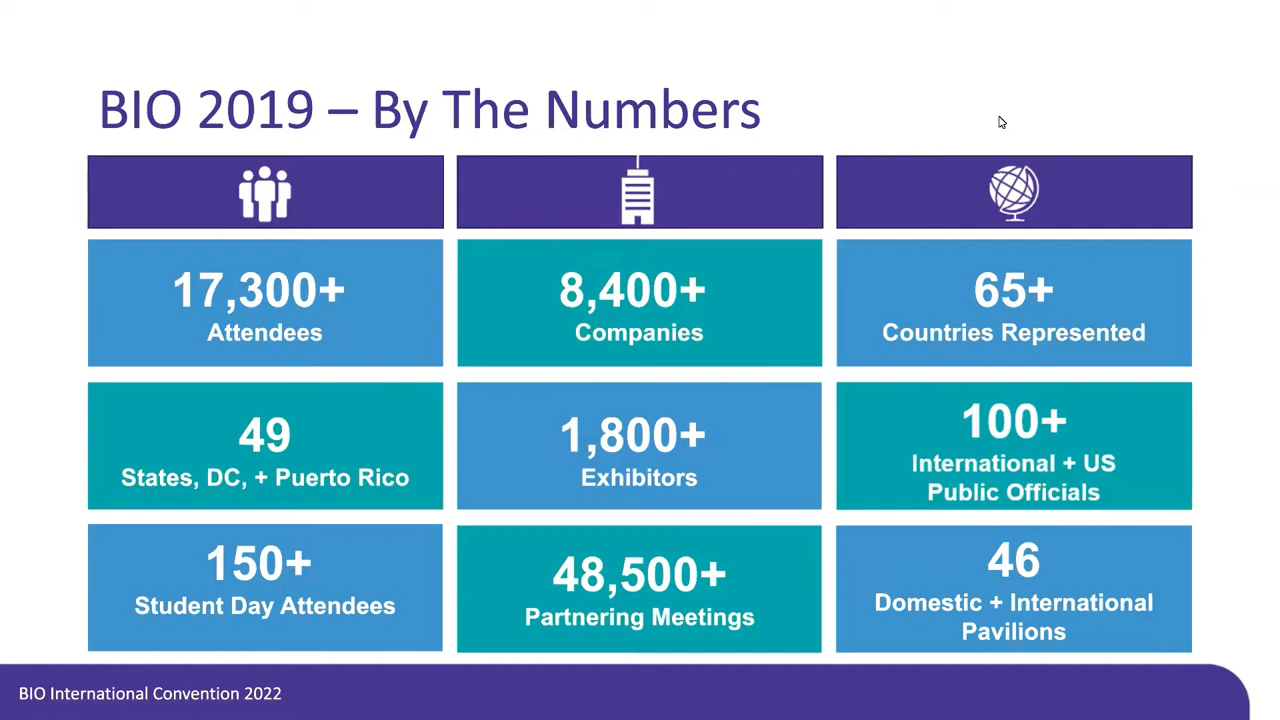 BIO 2019 – By The Numbers
17,300+
Attendees
8,400+
Companies
65+
Countries Represented
49
States, DC, + Puerto Rico
1,800+
Exhibitors
100+
International + US
Public Officials
150+
Student Day Attendees
48,500+
Partnering Meetings
46
Domestic + International
Pavilions
BIO International Convention 2022